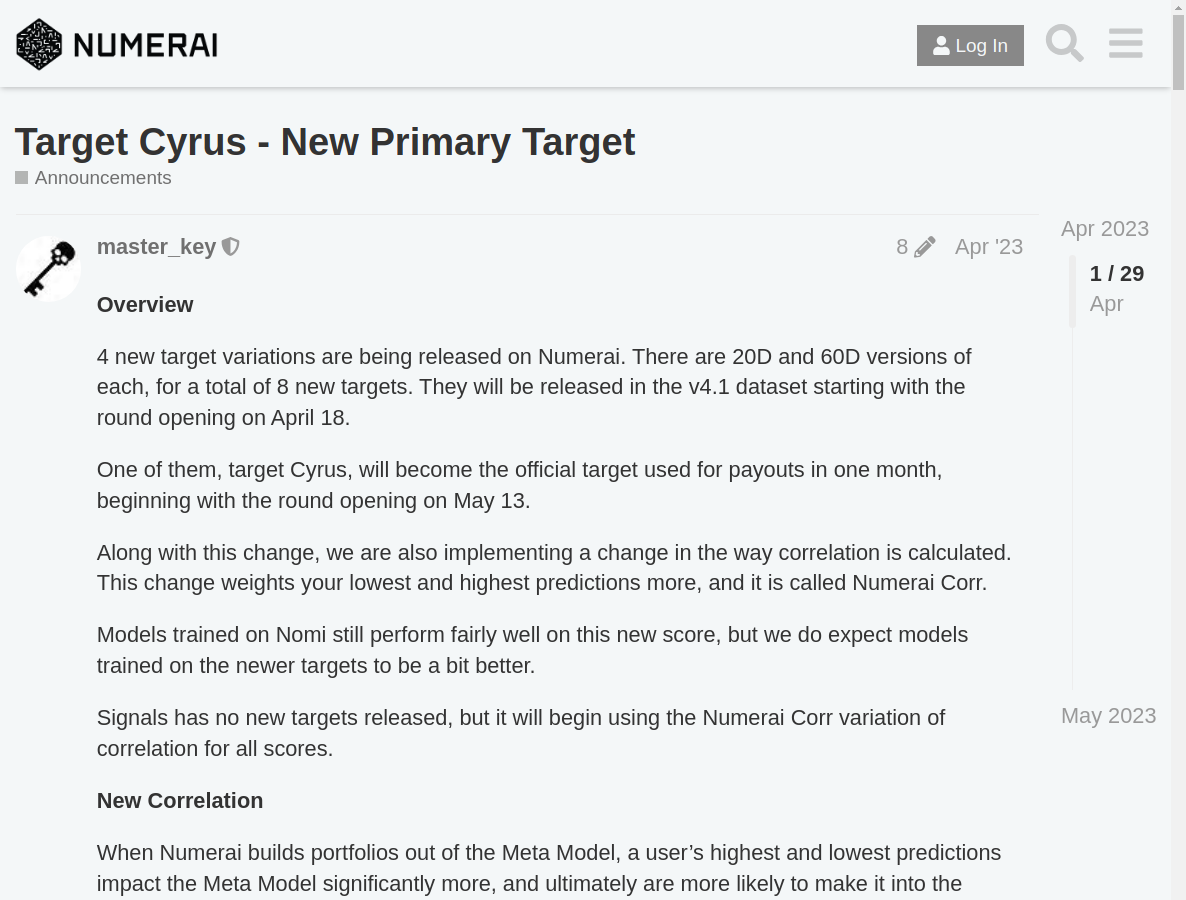 NUMERAI
Log In
Target Cyrus - New Primary Target
Announcements
master_key
8
Apr '23
Apr 2023
1 / 29
Apr
May 2023
Overview
4 new target variations are being released on Numerai. There are 20D and 60D versions of
each, for a total of 8 new targets. They will be released in the v4.1 dataset starting with the
round opening on April 18.
One of them, target Cyrus, will become the official target used for payouts in one month,
beginning with the round opening on May 13.
Along with this change, we are also implementing a change in the way correlation is calculated.
This change weights your lowest and highest predictions more, and it is called Numerai Corr.
Models trained on Nomi still perform fairly well on this new score, but we do expect models
trained on the newer targets to be a bit better.
Signals has no new targets released, but it will begin using the Numerai Corr variation of
correlation for all scores.
New Correlation
When Numerai builds portfolios out of the Meta Model, a user’s highest and lowest predictions
impact the Meta Model significantly more, and ultimately are more likely to make it into the